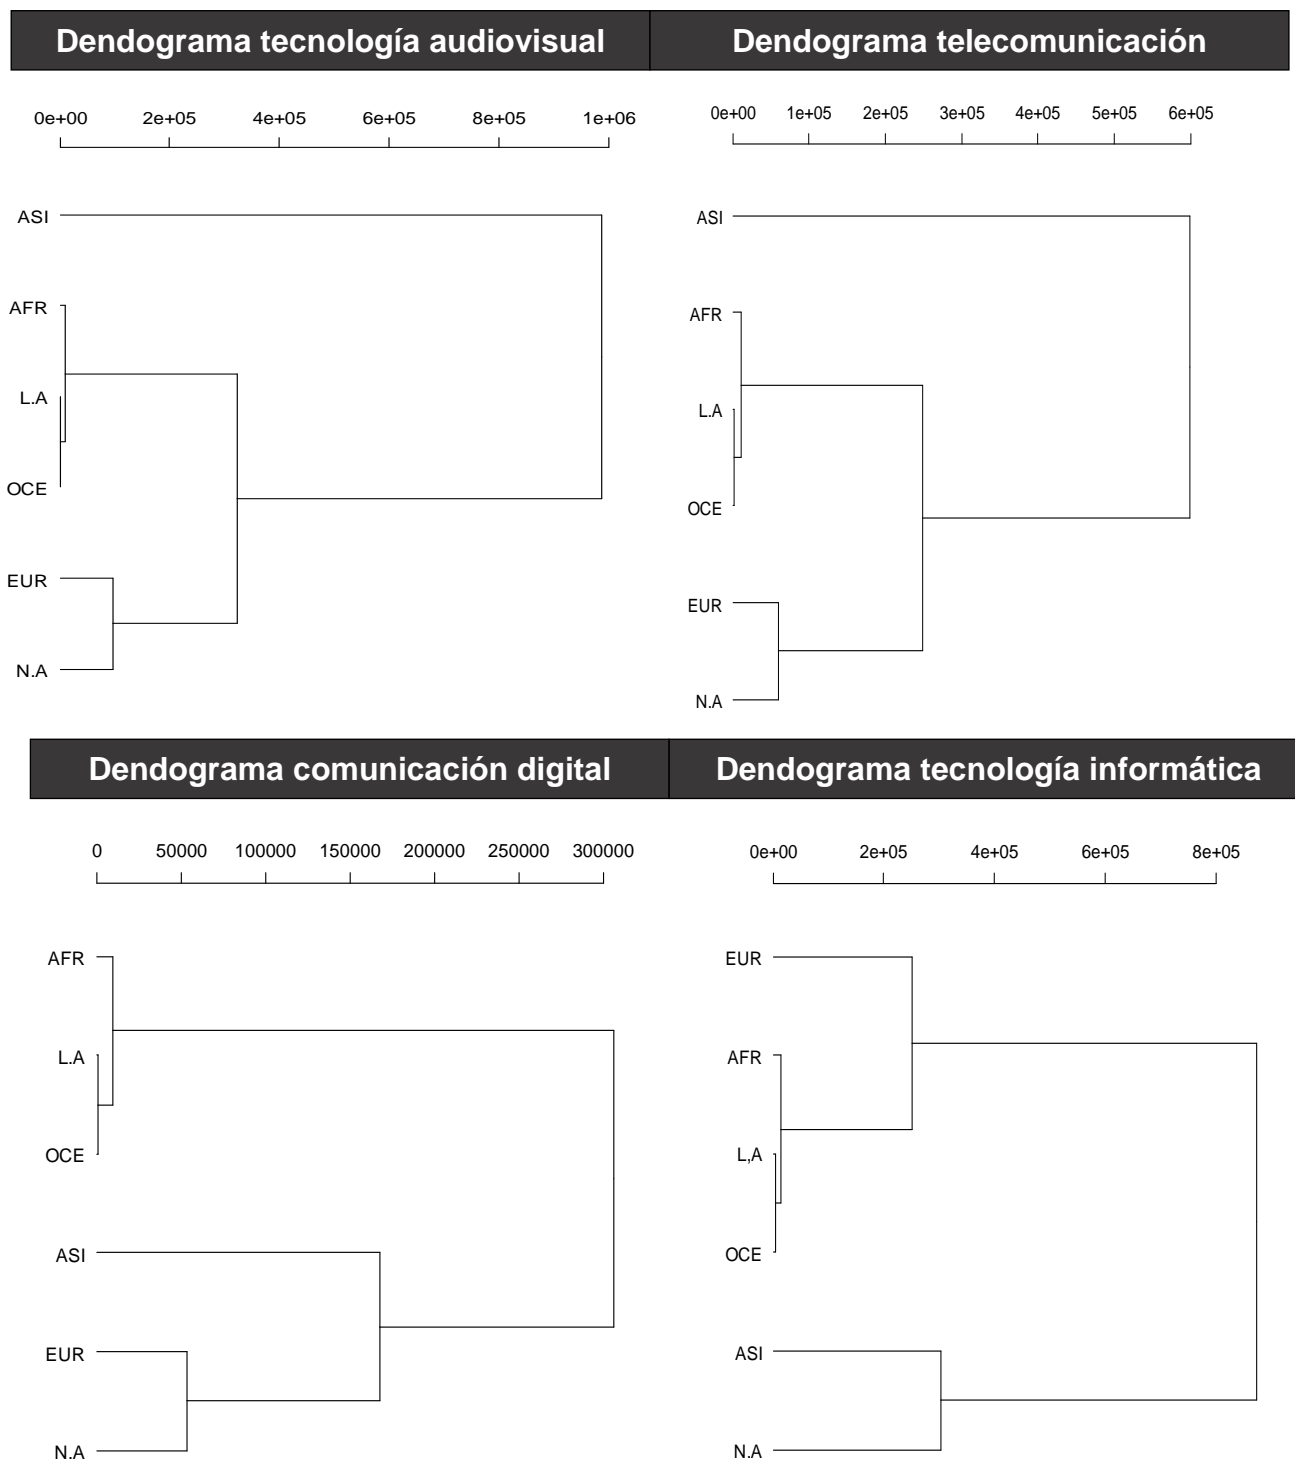 Dendograma tecnología audiovisual
Dendograma telecomunicación
0e+00 2e+05 4e+05 6e+05 8e+05 1e+06
0e+00 1e+05 2e+05 3e+05 4e+05 5e+05 6e+05
ASI
AFR
L.A
OCE
EUR
N.A
ASI
AFR
L.A
OCE
EUR
N.A
Dendograma comunicación digital
Dendograma tecnología informática
0 50000 100000 150000 200000 250000 300000
0e+00 2e+05 4e+05 6e+05 8e+05
AFR
L.A
OCE
ASI
EUR
N.A
EUR
AFR
L,A
OCE
ASI
N.A